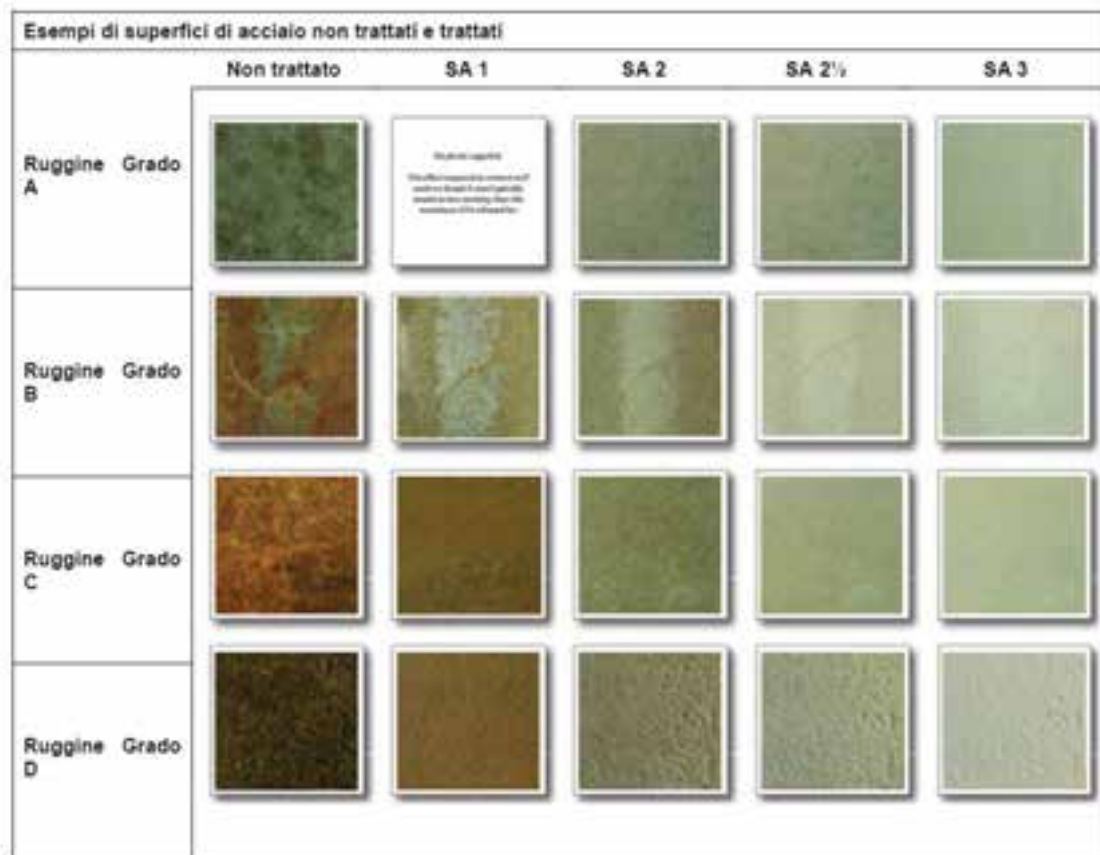 Esempi di superfici di acciaio non trattati e trattati
Non trattato SA 1 SA 2 SA 2½ SA 3
Ruggine Grado
A
Ruggine Grado
B
Ruggine Grado
C
Ruggine Grado
D